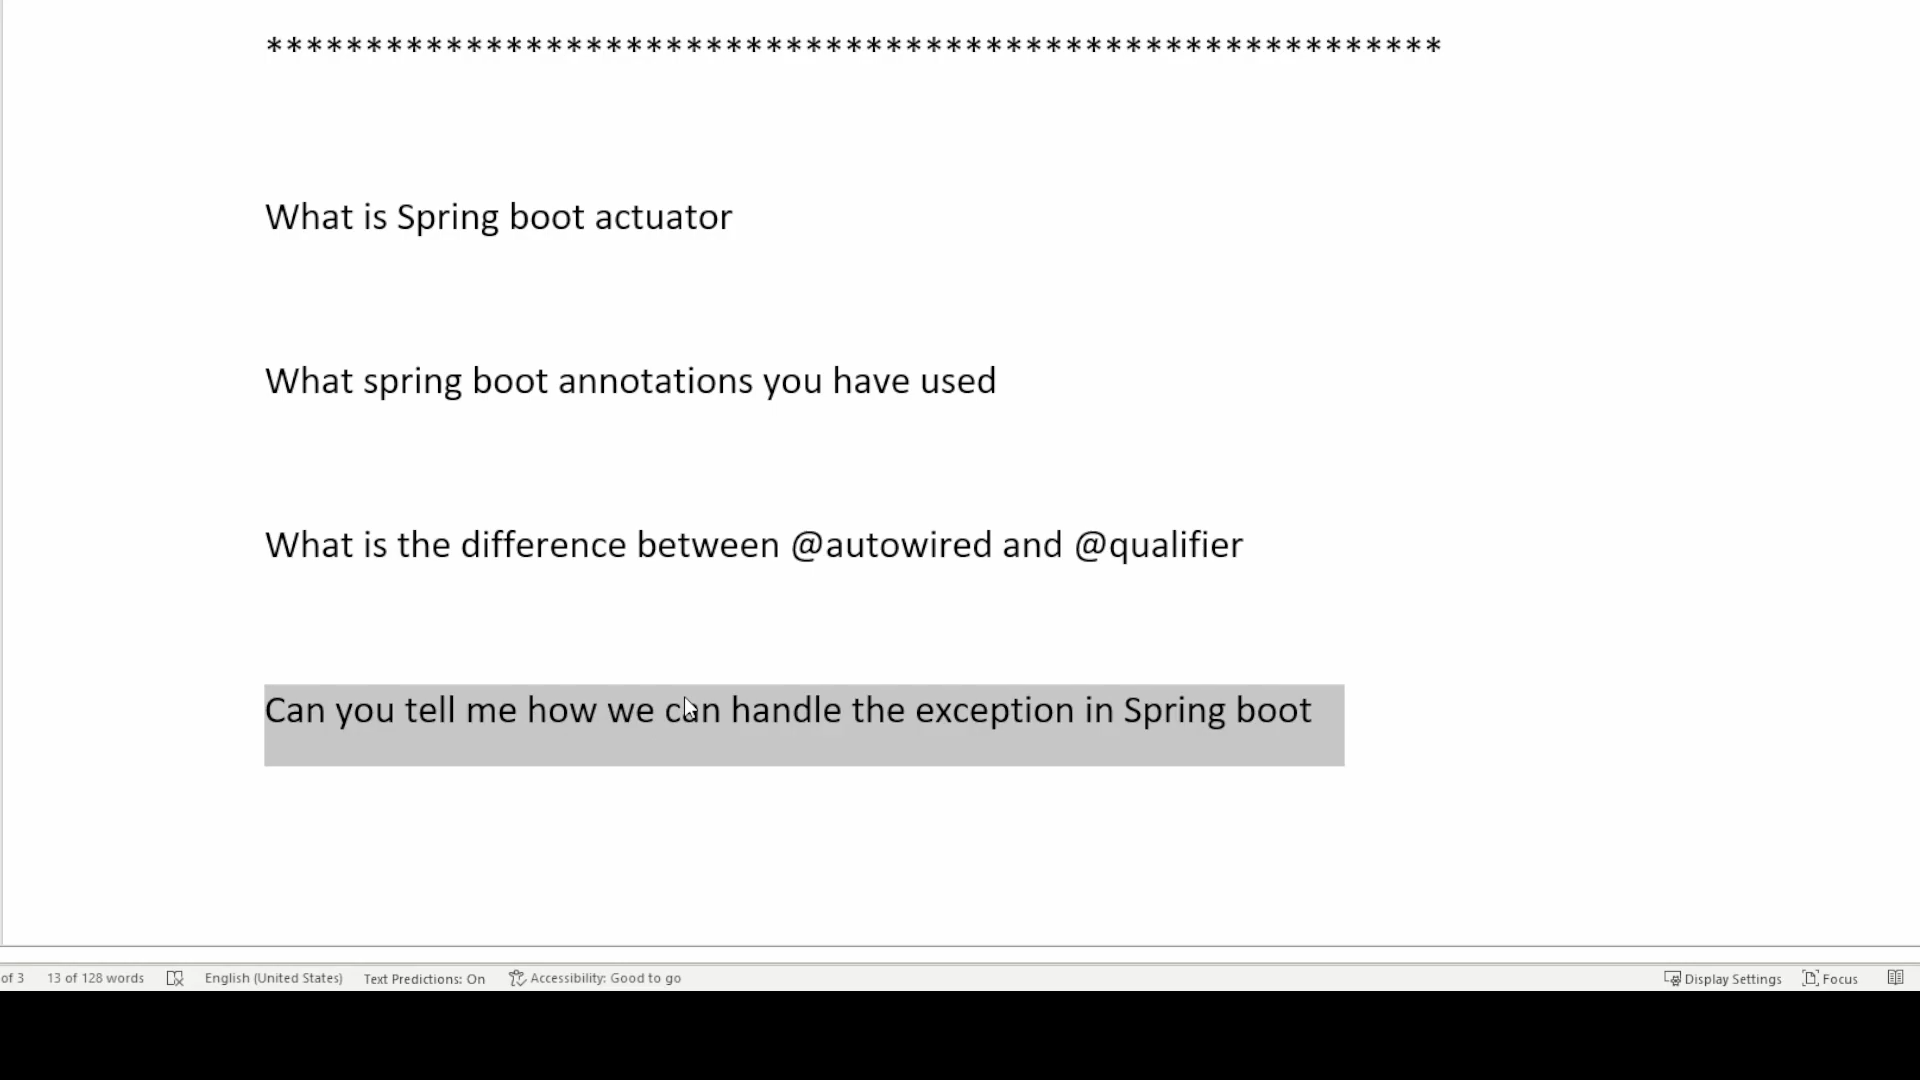 ***********************************************************
What is Spring boot actuator
What spring boot annotations you have used
What is the difference between @autowired and @qualifier
Can you tell me how we can handle the exception in Spring boot
of 3 13 of 128 words English (United States) Text Predictions: On Accessibility: Good to go Display Settings Focus